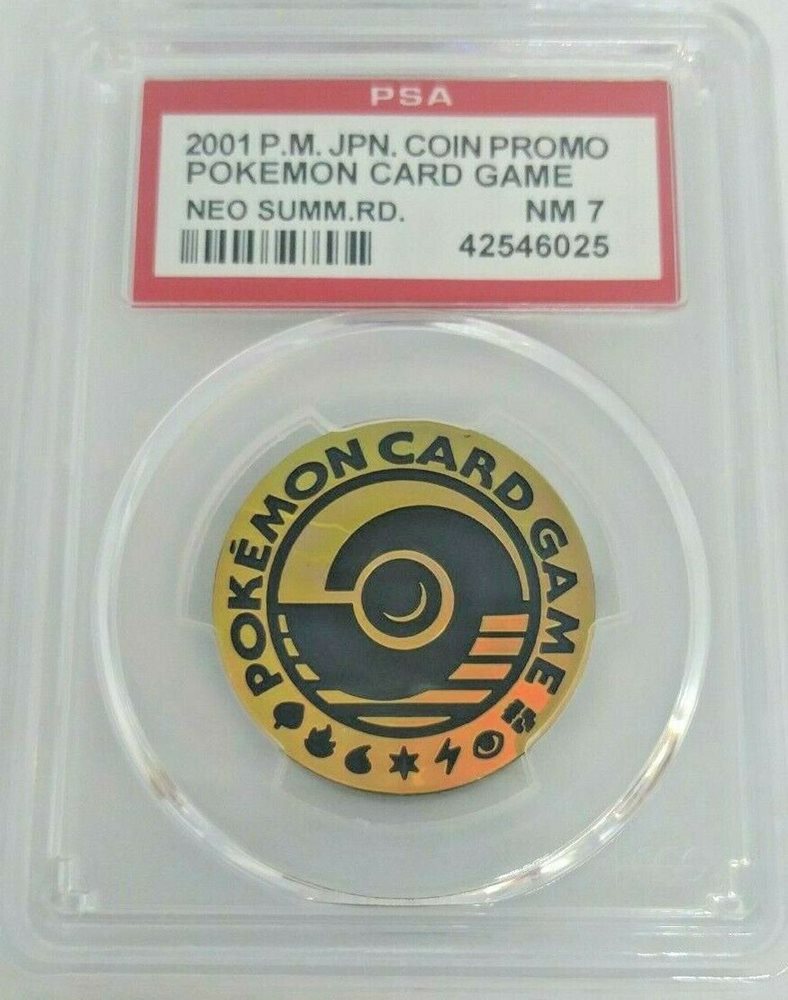 PSA
2001 P.M. JPN. COIN PROMO
POKEMON CARD GAME
NEO SUMM.RD. NM 7
42546025
POKÉMON CARD GAME